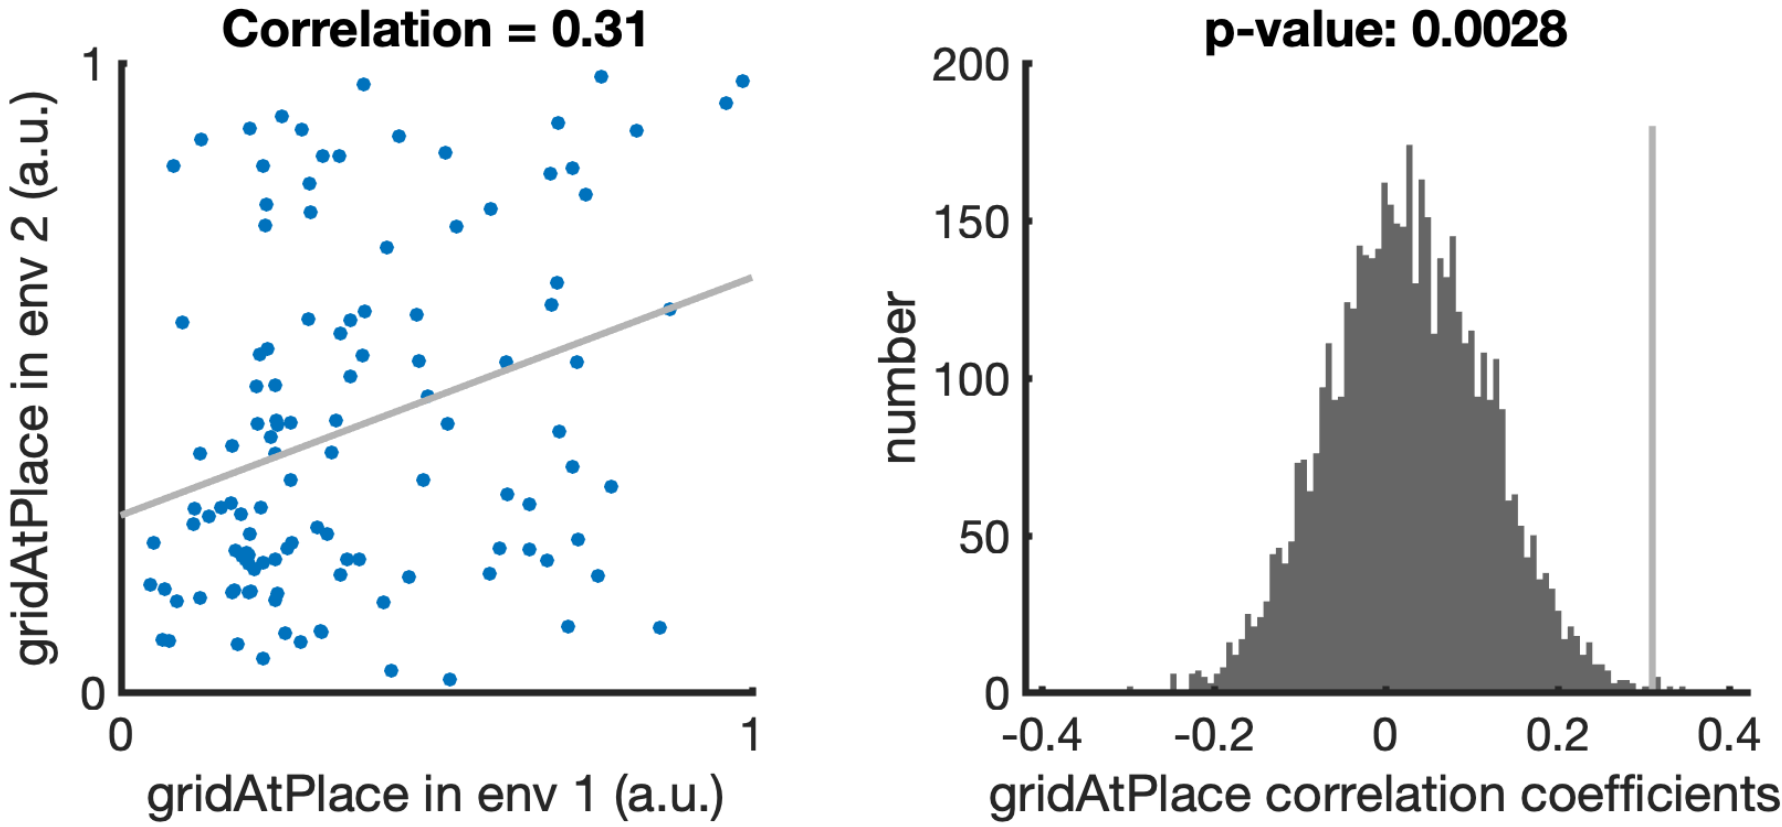 Correlation = 0.31
1
gridAtPlace in env 2 (a.u.)
0
0
1
gridAtPlace in env 1 (a.u.)
p-value: 0.0028
200
150
number
100
50
0
-0.4
-0.2
0
0.2
0.4
gridAtPlace correlation coefficients